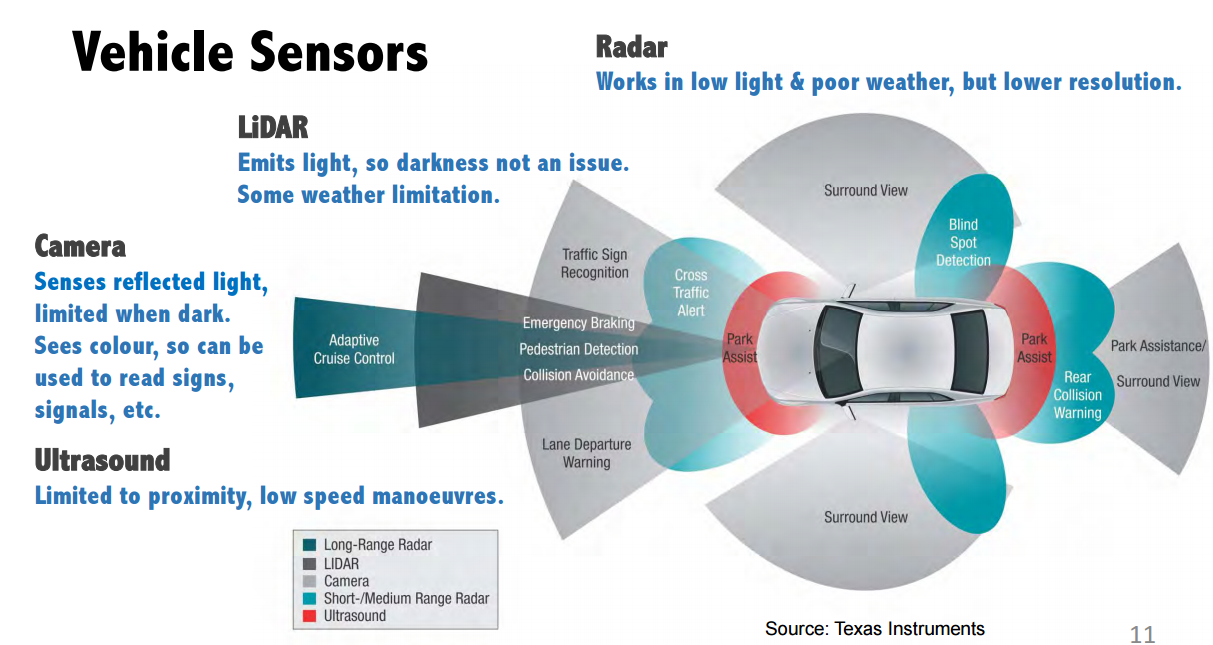 Vehicle Sensors
Radar
Works in low light & poor weather, but lower resolution.
LiDAR
Emits light, so darkness not an issue.
Some weather limitation.
Camera
Senses reflected light,
limited when dark.
Sees colour, so can be
used to read signs,
signals, etc.
Ultrasound
Limited to proximity, low speed manoeuvres.
Surround View
Blind
Spot
Detection
Traffic Sign
Recognition
Cross
Traffic
Alert
Adaptive
Cruise Control
Emergency Braking
Pedestrian Detection
Collision Avoidance
Park
Assist
Park
Assist
Rear
Collision
Warning
Park Assistance/
Surround View
Lane Departure
Warning
Surround View
Long-Range Radar
LIDAR
Camera
Short-/Medium Range Radar
Ultrasound
Source: Texas Instruments
11